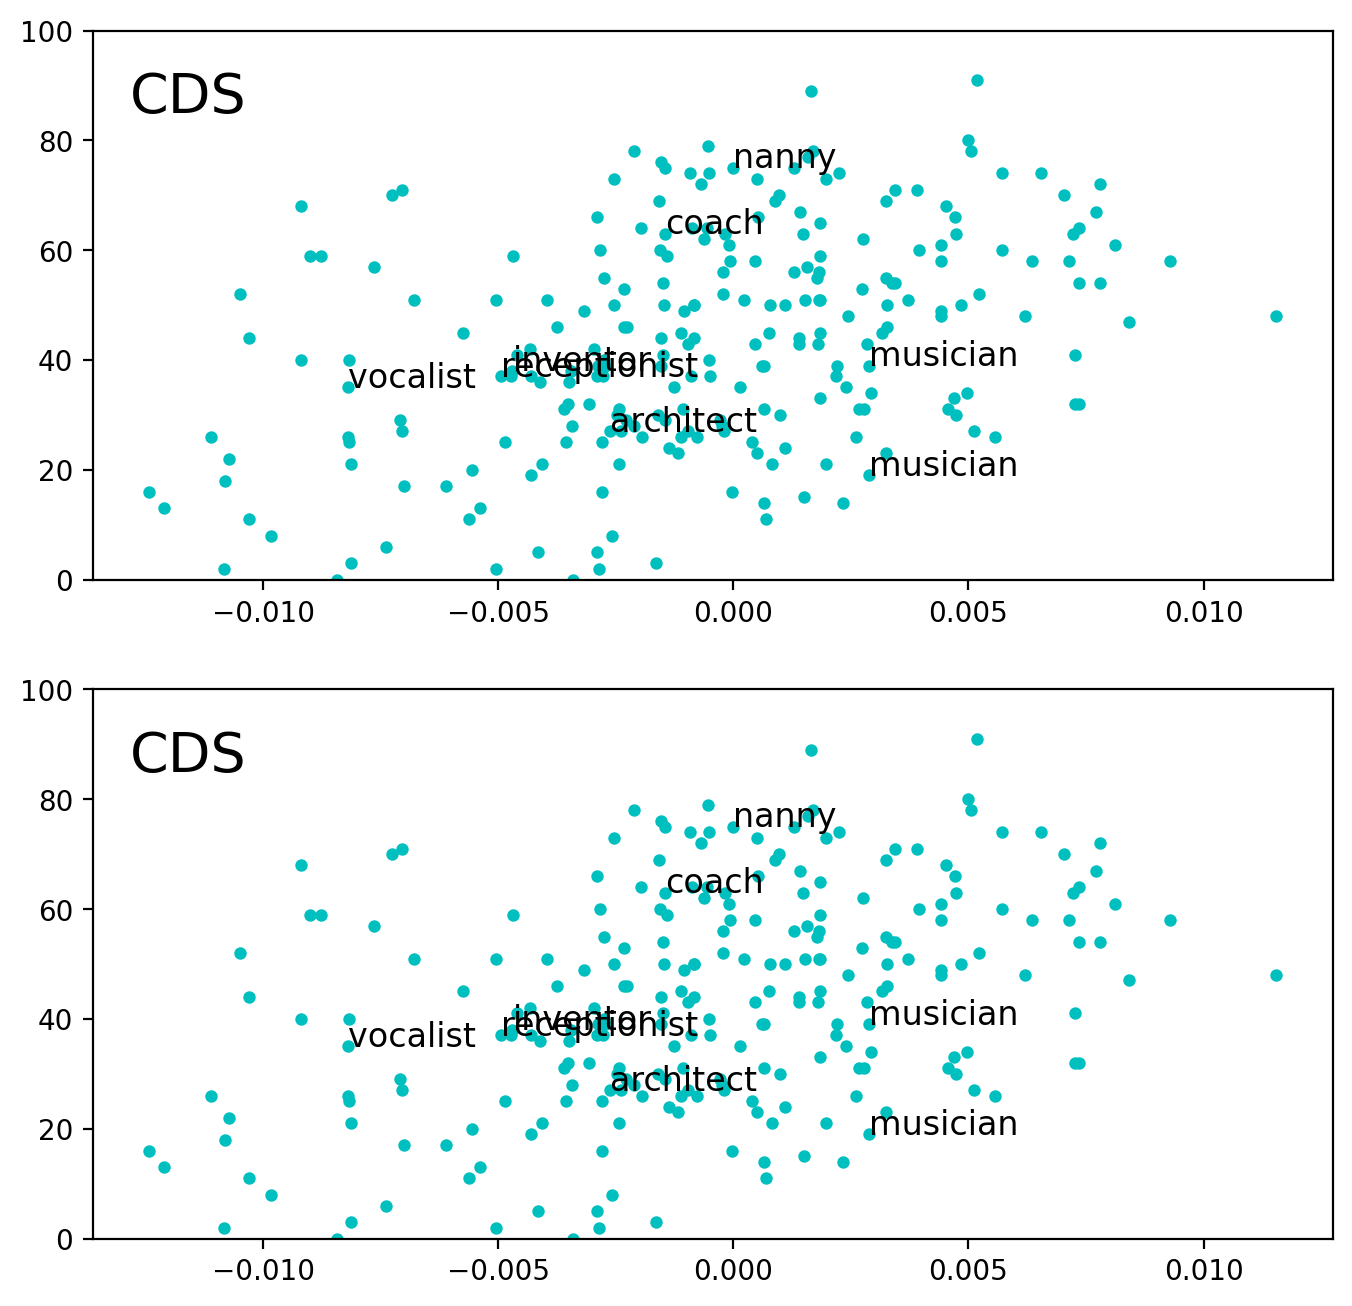 100
CDS
80
nanny
60
coach
40
inventor
musician
receptionist
vocalist
architect
20
musician
0
−0.010
−0.005
0.000
0.005
0.010
100
CDS
80
nanny
60
coach
40
inventor
musician
receptionist
vocalist
architect
20
musician
0
−0.010
−0.005
0.000
0.005
0.010